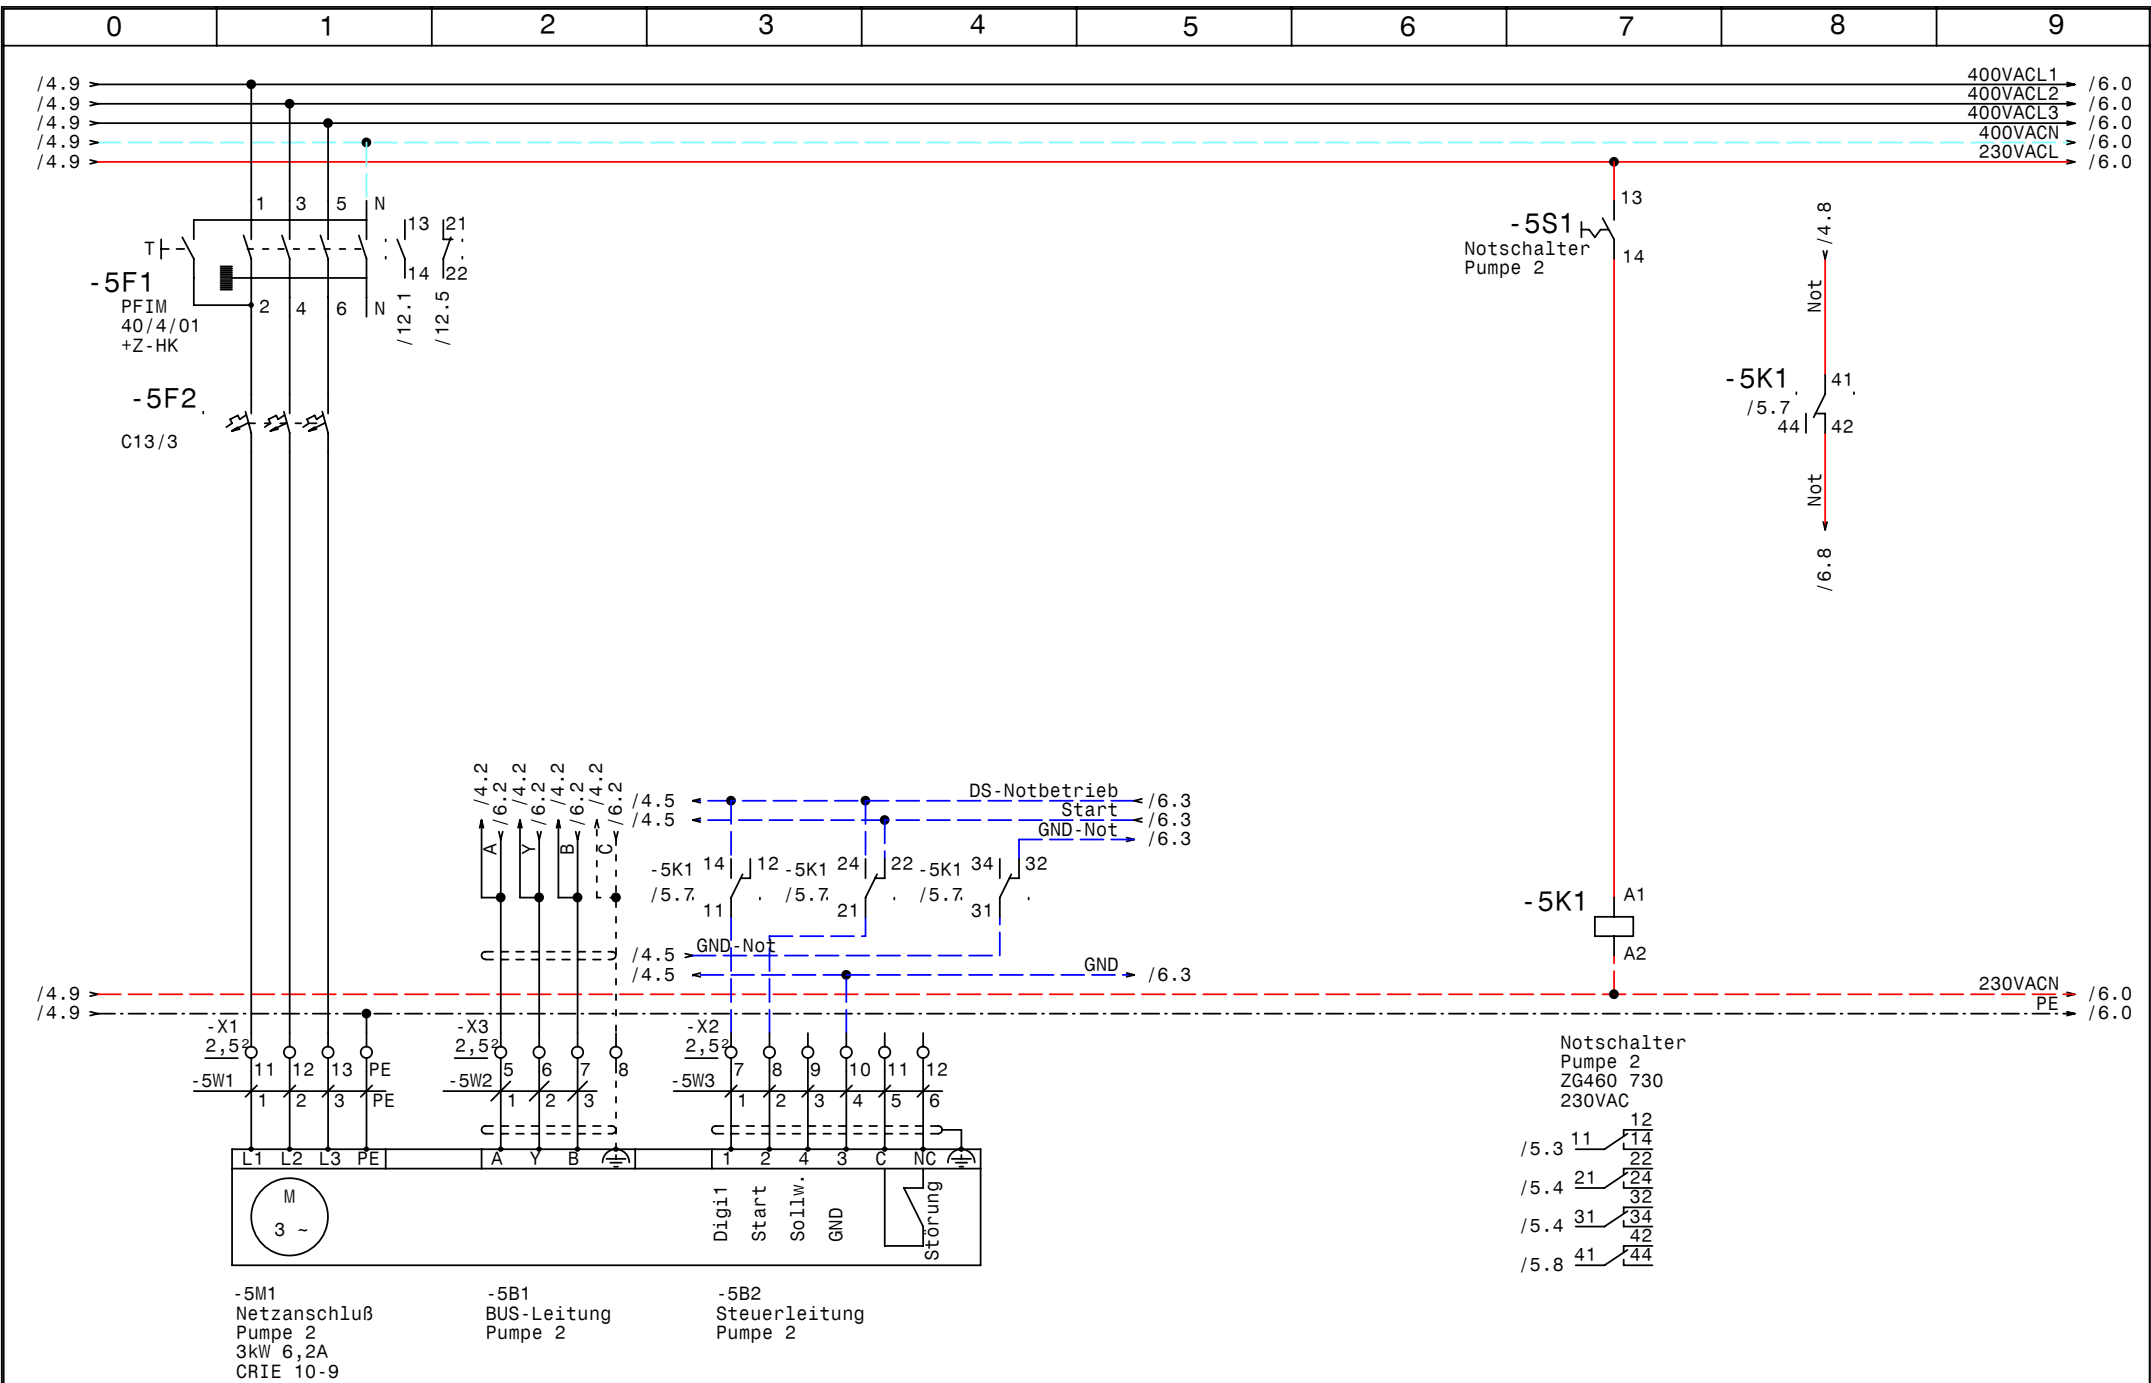 0 1 2 3 4 5 6 7 8 9
/4.9 400VACL1 /6.0
/4.9 400VACL2 /6.0
/4.9 400VACL3 /6.0
/4.9 400VACN /6.0
/4.9 230VACL /6.0
1 3 5 N 13 21
T
14 22
-5F1
PFIM
40/4/01
+Z-HK
2 4 6 N
/12.1 /12.5
-5F2
C13/3
13
-5S1
Notschalter
Pumpe 2
14
/4.8
Not
-5K1 41
/5.7
44 42
Not
/6.8
/4.2 /6.2 /4.2 /6.2 /4.2 /6.2 /4.2 /6.2
A Y B C
/4.5 DS-Notbetrieb /6.3
/4.5 Start /6.3
GND-Not /6.3
-5K1 14 12 -5K1 24 22 -5K1 34 32
/5.7 /5.7 /5.7
11 21 31
/4.5 GND-Not
/4.5 GND /6.3
-5K1 A1
A2
/4.9 230VACN /6.0
/4.9 PE /6.0
-X1 -X3 -X2
2,5² 2,5² 2,5²
11 12 13 PE 5 6 7 8 7 8 9 10 11 12
-5W1 -5W2 -5W3
1 2 3 PE 1 2 3 1 2 3 4 5 6
L1 L2 L3 PE A Y B 1 2 4 3 C NC
M
3 ~
Digi1
Start
Sollw.
GND
Störung
-5M1
Netzanschluß
Pumpe 2
3kW 6,2A
CRIE 10-9
-5B1
BUS-Leitung
Pumpe 2
-5B2
Steuerleitung
Pumpe 2
Notschalter
Pumpe 2
ZG460 730
230VAC
12
/5.3 11 14
22
/5.4 21 24
32
/5.4 31 34
42
/5.8 41 44